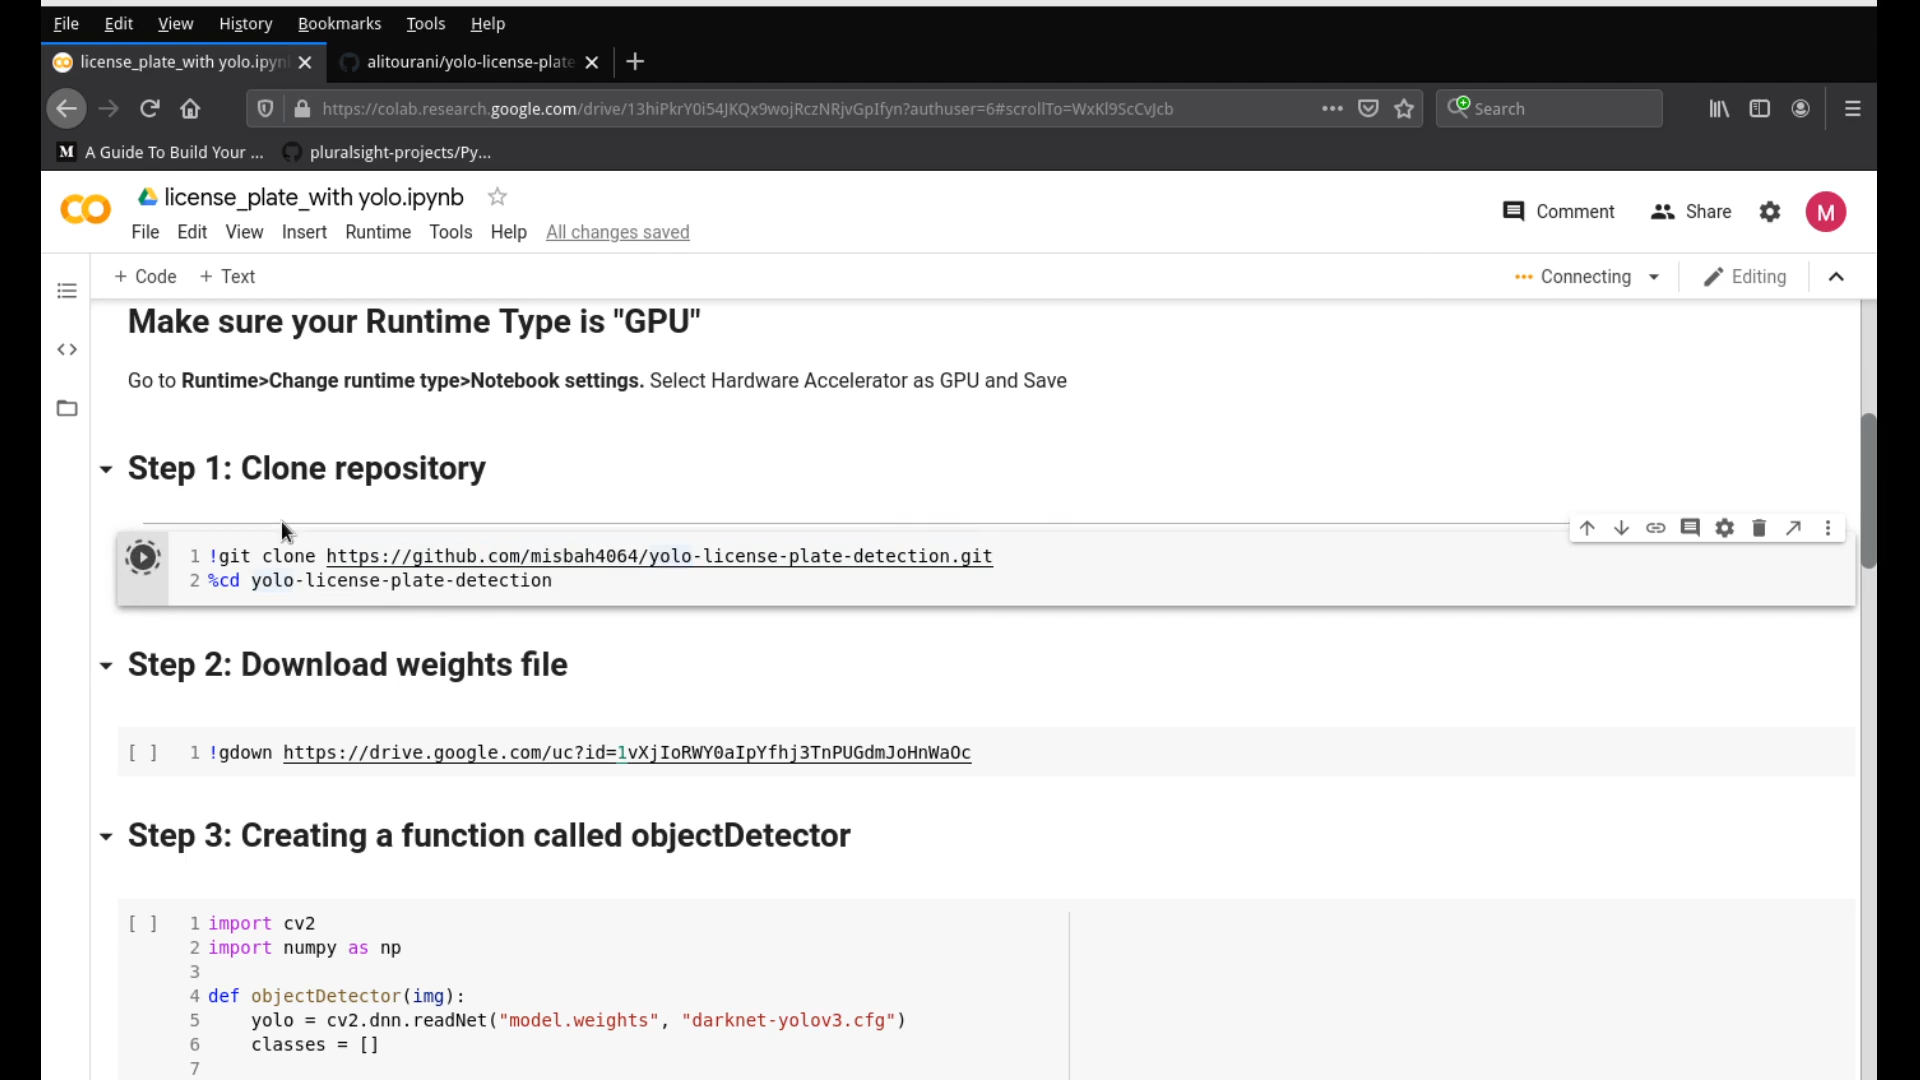 File Edit View History Bookmarks Tools Help
license_plate_with yolo.ipyn alitourani/yolo-license-plate
https://colab.research.google.com/drive/13hiPkrY0i54JKQx9wojRczNRjvGpIfyn?authuser=6#scrollTo=WxKl9ScCvJcb Search
M A Guide To Build Your ... pluralsight-projects/Py...
license_plate_with yolo.ipynb
Comment Share M
File Edit View Insert Runtime Tools Help All changes saved
+ Code + Text ... Connecting Editing
Make sure your Runtime Type is "GPU"
Go to Runtime>Change runtime type>Notebook settings. Select Hardware Accelerator as GPU and Save
Step 1: Clone repository
1 !git clone https://github.com/misbah4064/yolo-license-plate-detection.git
2 %cd yolo-license-plate-detection
Step 2: Download weights file
[ ] 1 !gdown https://drive.google.com/uc?id=1vXjIoRWY0aIpYfhj3TnPUGdmJoHnWaOc
Step 3: Creating a function called objectDetector
[ ] 1 import cv2
2 import numpy as np
3
4 def objectDetector(img):
5 yolo = cv2.dnn.readNet("model.weights", "darknet-yolov3.cfg")
6 classes = []
7